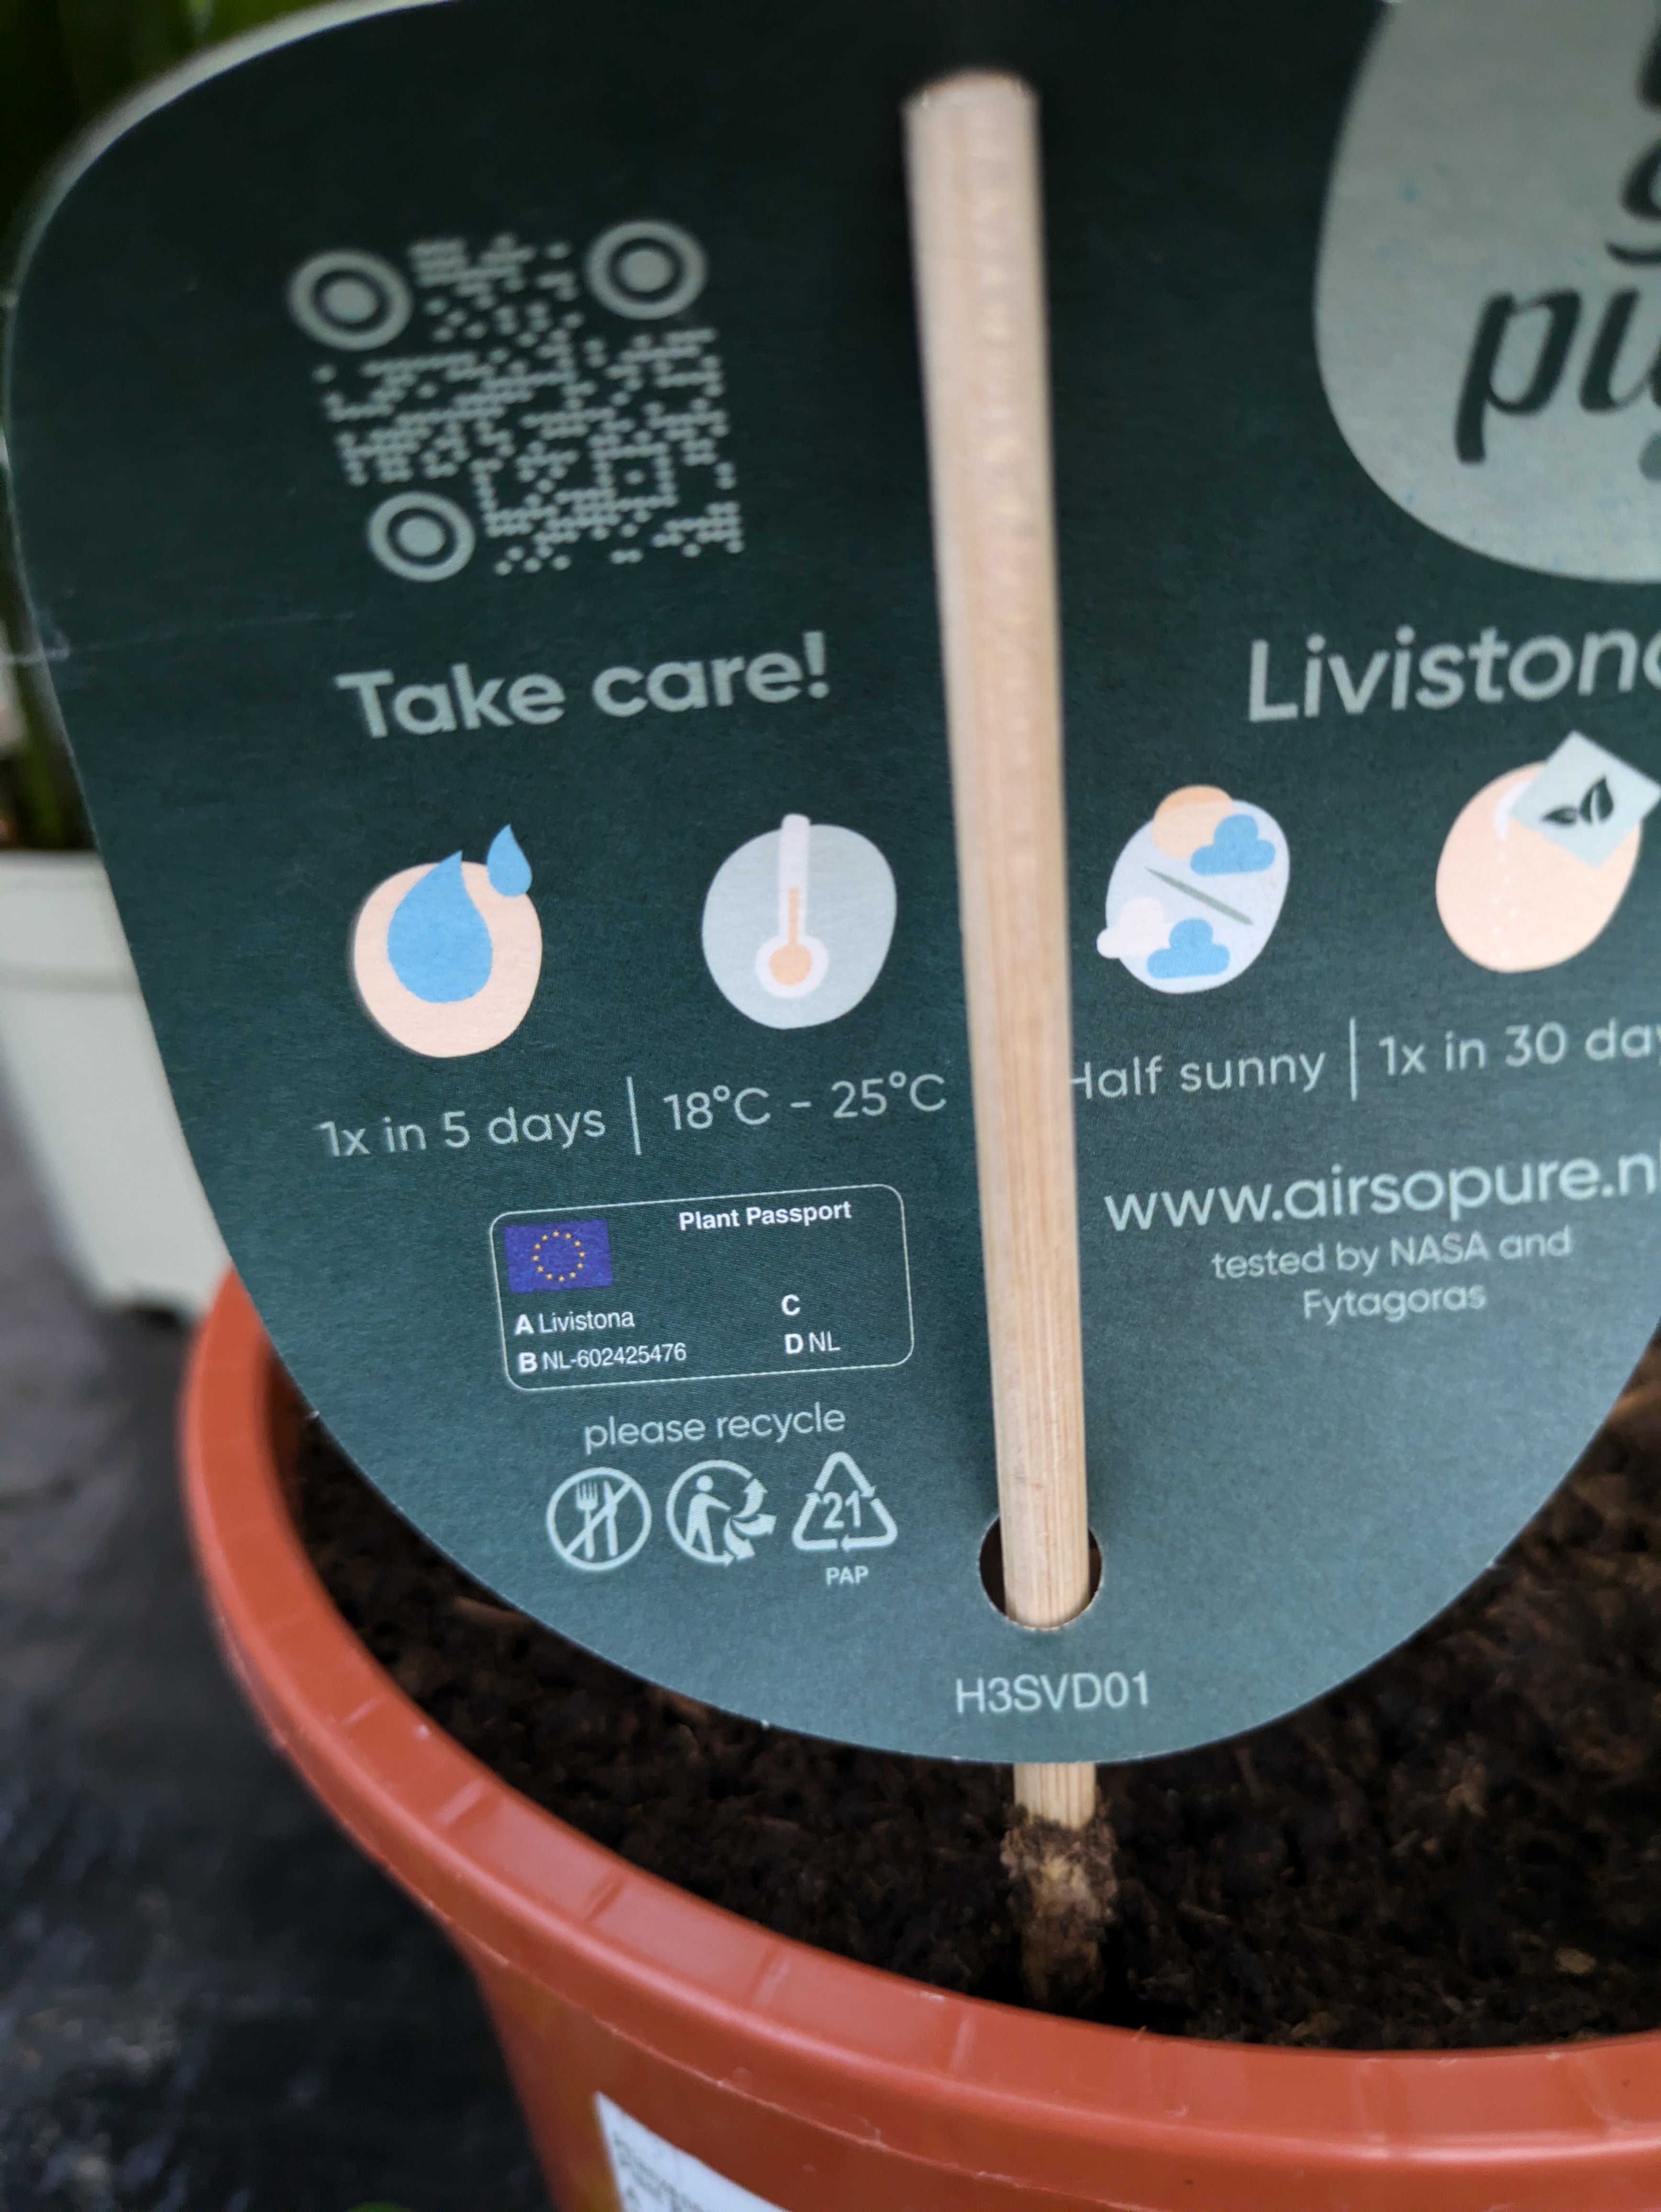 Take care!
Livistona
1x in 5 days | 18°C - 25°C
Half sunny | 1x in 30 day
www.airsopure.nl
tested by NASA and
Fytagoras
Plant Passport
A Livistona
C
B NL-602425476
D NL
please recycle
21
PAP
H3SVD01